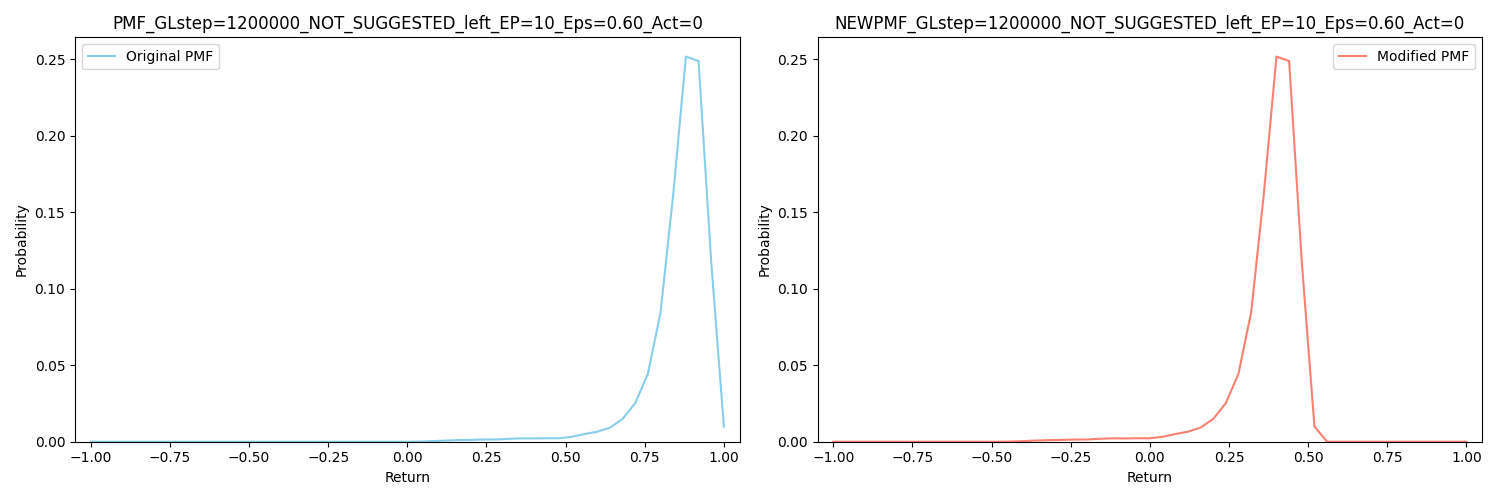 PMF_GLstep=1200000_NOT_SUGGESTED_left_EP=10_Eps=0.60_Act=0
Original PMF
Probability
0.25
0.20
0.15
0.10
0.05
0.00
−1.00 −0.75 −0.50 −0.25 0.00 0.25 0.50 0.75 1.00
Return
NEWPMF_GLstep=1200000_NOT_SUGGESTED_left_EP=10_Eps=0.60_Act=0
Modified PMF
Probability
0.25
0.20
0.15
0.10
0.05
0.00
−1.00 −0.75 −0.50 −0.25 0.00 0.25 0.50 0.75 1.00
Return